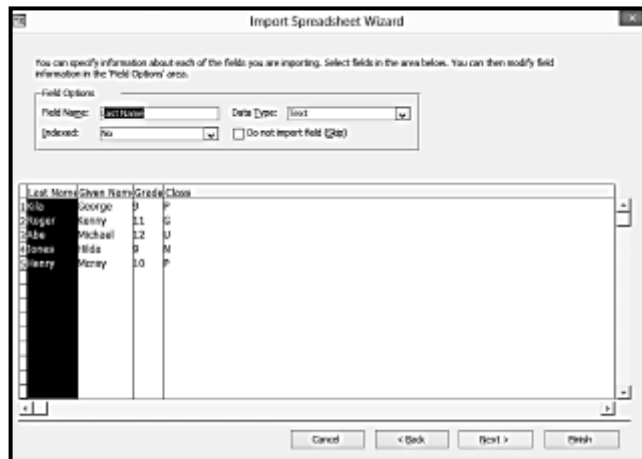 Import Spreadsheet Wizard
You can specify information about each of the fields you are importing. Select fields in the area below. You can then modify field
information in the 'Field Options' area.
Field Options
Field Name: Last Name Data Type: Text
Indexed: No Do not import field (Skip)
Last Name Given Name Grade Class
1 Kila George 9 P
2 Roger Kenny 11 G
3 Abe Michael 12 U
4 Jones Hilda 9 N
5 Henry 10 P
Cancel < Back Next > Finish